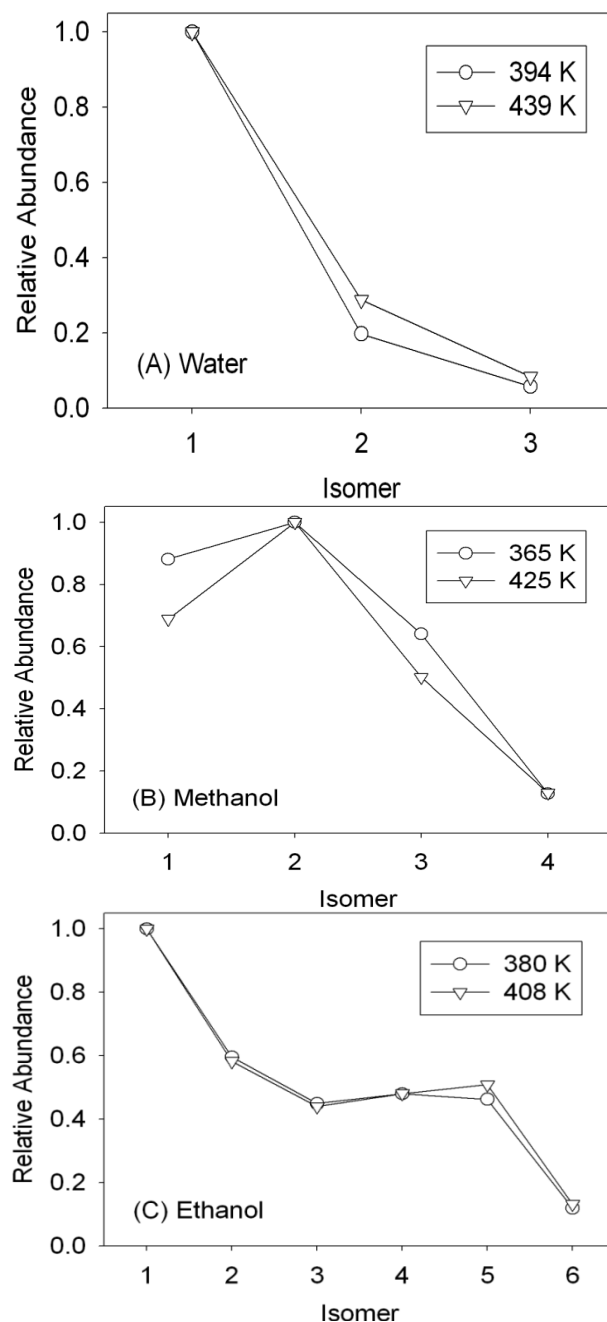 1.0
0.8
0.6
0.4
0.2
0.0
Relative Abundance
394 K
439 K
(A) Water
1 2 3
Isomer
1.0
0.8
0.6
0.4
0.2
0.0
Relative Abundance
365 K
425 K
(B) Methanol
1 2 3 4
Isomer
1.0
0.8
0.6
0.4
0.2
0.0
Relative Abundance
380 K
408 K
(C) Ethanol
1 2 3 4 5 6
Isomer